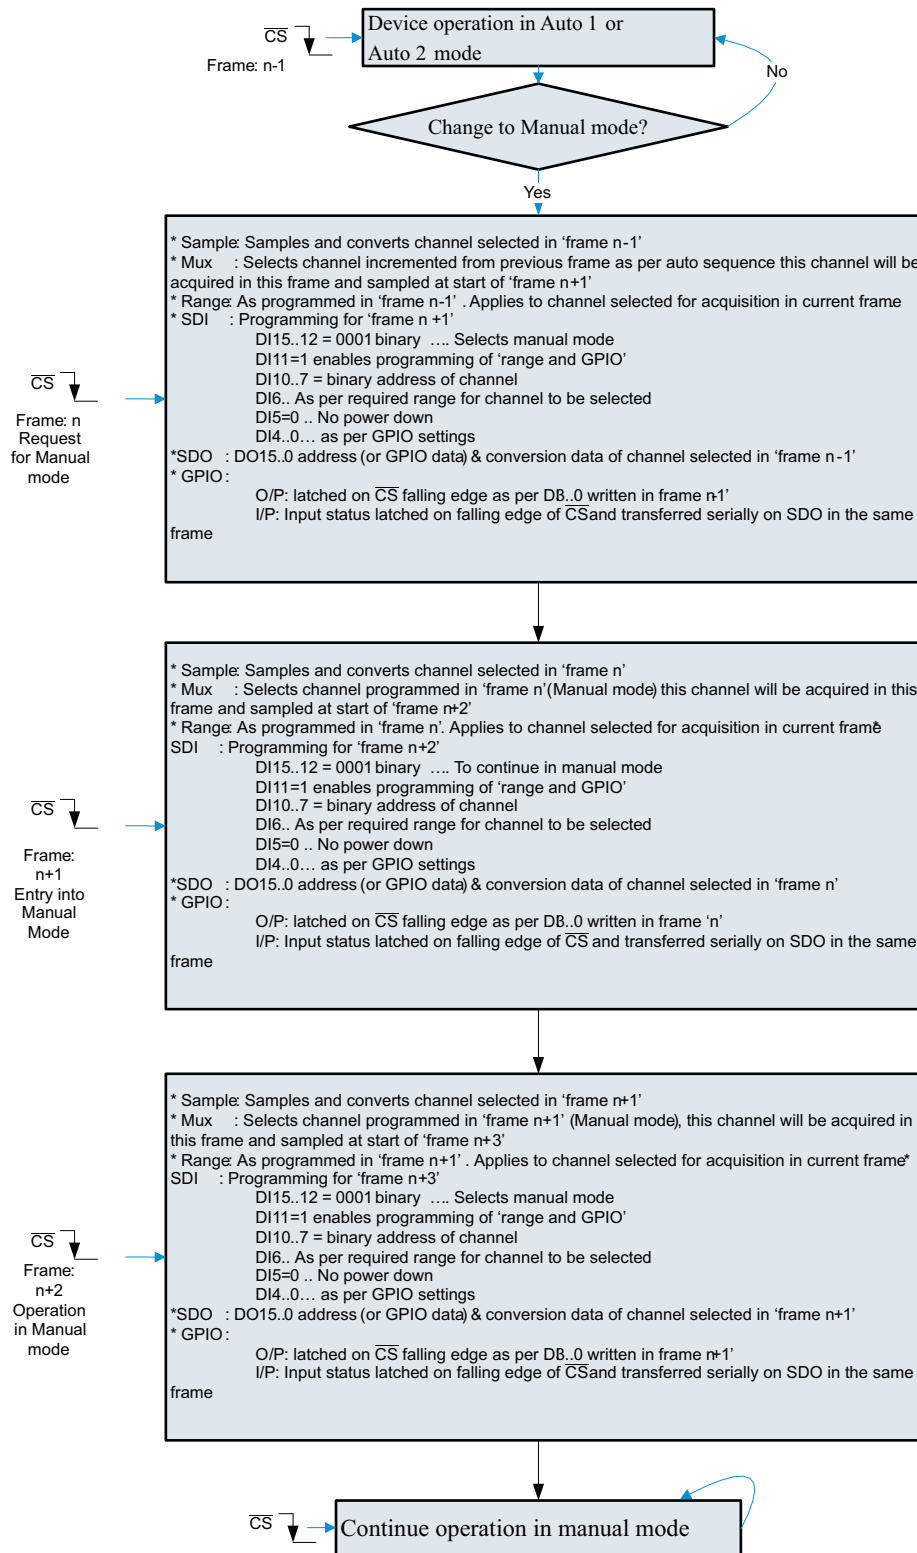 CS
Device operation in Auto 1 or
Auto 2 mode
Frame: n-1
No
Change to Manual mode?
Yes
* Sample: Samples and converts channel selected in ‘frame n-1’
* Mux : Selects channel incremented from previous frame as per auto sequence this channel will be
acquired in this frame and sampled at start of ‘frame n+1’
* Range: As programmed in ‘frame n-1’ . Applies to channel selected for acquisition in current frame
* SDI : Programming for ‘frame n +1’
DI15..12 = 0001 binary …. Selects manual mode
DI11=1 enables programming of ‘range and GPIO’
DI10..7 = binary address of channel
DI6.. As per required range for channel to be selected
DI5=0 .. No power down
DI4..0… as per GPIO settings
*SDO : DO15..0 address (or GPIO data) & conversion data of channel selected in ‘frame n-1’
* GPIO :
O/P: latched on CS falling edge as per DB..0 written in frame n-1’
I/P: Input status latched on falling edge of CS and transferred serially on SDO in the same
frame
CS
Frame: n
Request
for Manual
mode
* Sample: Samples and converts channel selected in ‘frame n’
* Mux : Selects channel programmed in ‘frame n’(Manual mode) this channel will be acquired in this
frame and sampled at start of ‘frame n+2’
* Range: As programmed in ‘frame n’. Applies to channel selected for acquisition in current frame*
SDI : Programming for ‘frame n+2’
DI15..12 = 0001 binary …. To continue in manual mode
DI11=1 enables programming of ‘range and GPIO’
DI10..7 = binary address of channel
DI6.. As per required range for channel to be selected
DI5=0 .. No power down
DI4..0… as per GPIO settings
*SDO : DO15..0 address (or GPIO data) & conversion data of channel selected in ‘frame n’
* GPIO :
O/P: latched on CS falling edge as per DB..0 written in frame ‘n’
I/P: Input status latched on falling edge of CS and transferred serially on SDO in the same
frame
CS
Frame:
n+1
Entry into
Manual
Mode
* Sample: Samples and converts channel selected in ‘frame n+1’
* Mux : Selects channel programmed in ‘frame n+1’ (Manual mode), this channel will be acquired in
this frame and sampled at start of ‘frame n+3’
* Range: As programmed in ‘frame n+1’ . Applies to channel selected for acquisition in current frame*
SDI : Programming for ‘frame n+3’
DI15..12 = 0001 binary …. Selects manual mode
DI11=1 enables programming of ‘range and GPIO’
DI10..7 = binary address of channel
DI6.. As per required range for channel to be selected
DI5=0 .. No power down
DI4..0… as per GPIO settings
*SDO : DO15..0 address (or GPIO data) & conversion data of channel selected in ‘frame n+1’
* GPIO :
O/P: latched on CS falling edge as per DB..0 written in frame n+1’
I/P: Input status latched on falling edge of CS and transferred serially on SDO in the same
frame
CS
Frame:
n+2
Operation
in Manual
mode
CS
Continue operation in manual mode